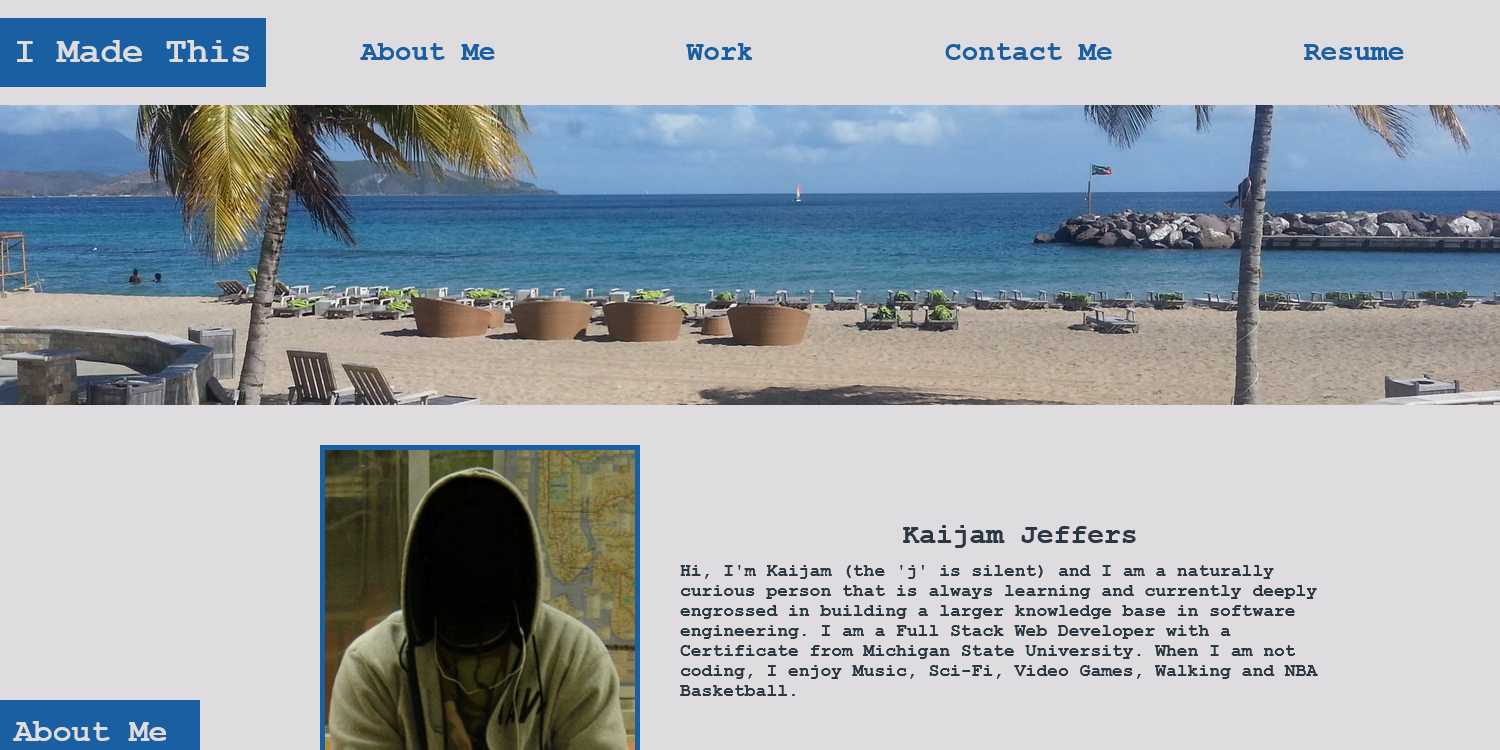 I Made This
About Me
Work
Contact Me
Resume
Kaijam Jeffers
Hi, I'm Kaijam (the 'j' is silent) and I am a naturally
curious person that is always learning and currently deeply
engrossed in building a larger knowledge base in software
engineering. I am a Full Stack Web Developer with a
Certificate from Michigan State University. When I am not
coding, I enjoy Music, Sci-Fi, Video Games, Walking and NBA
Basketball.
About Me